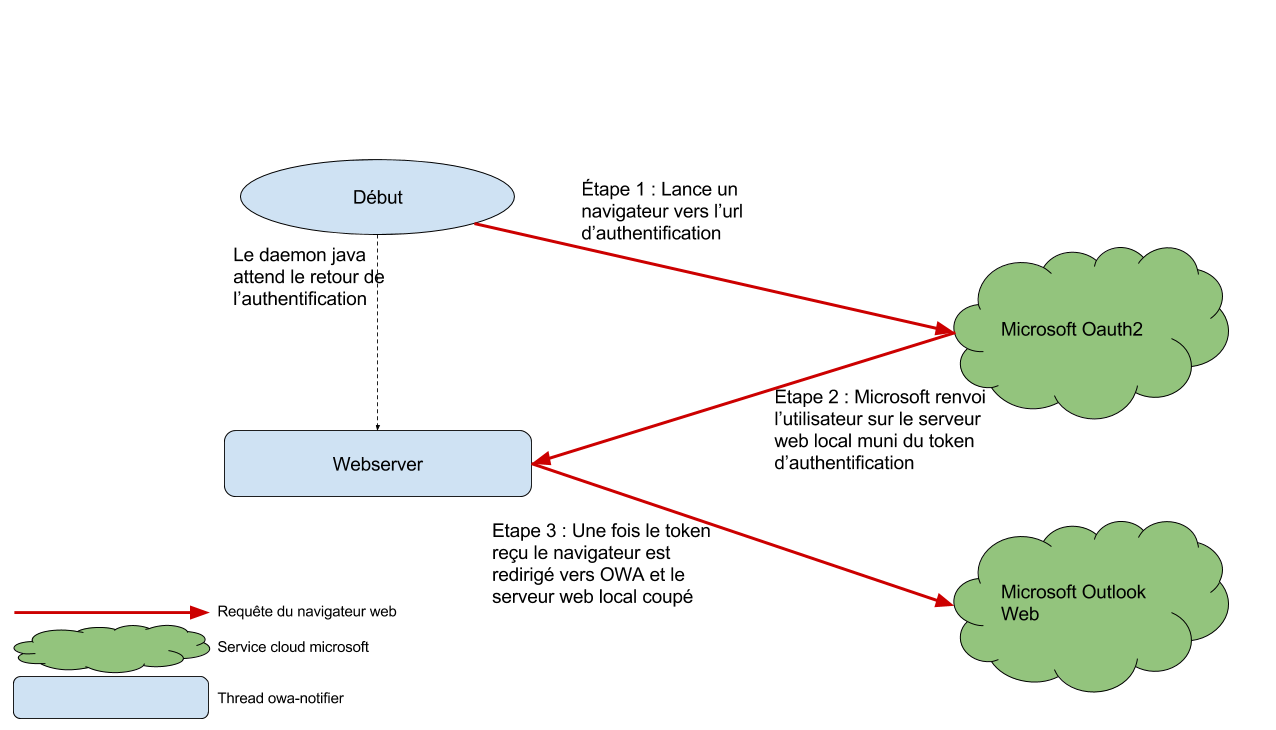 Début
Étape 1 : Lance un
navigateur vers l'url
d'authentification
Le daemon java
attend le retour de
l'authentification
Microsoft Oauth2
Etape 2 : Microsoft renvoi
l'utilisateur sur le serveur
web local muni du token
d'authentification
Webserver
Etape 3 : Une fois le token
reçu le navigateur est
redirigé vers OWA et le
serveur web local coupé
Microsoft Outlook
Web
Requête du navigateur web
Service cloud microsoft
Thread owa-notifier